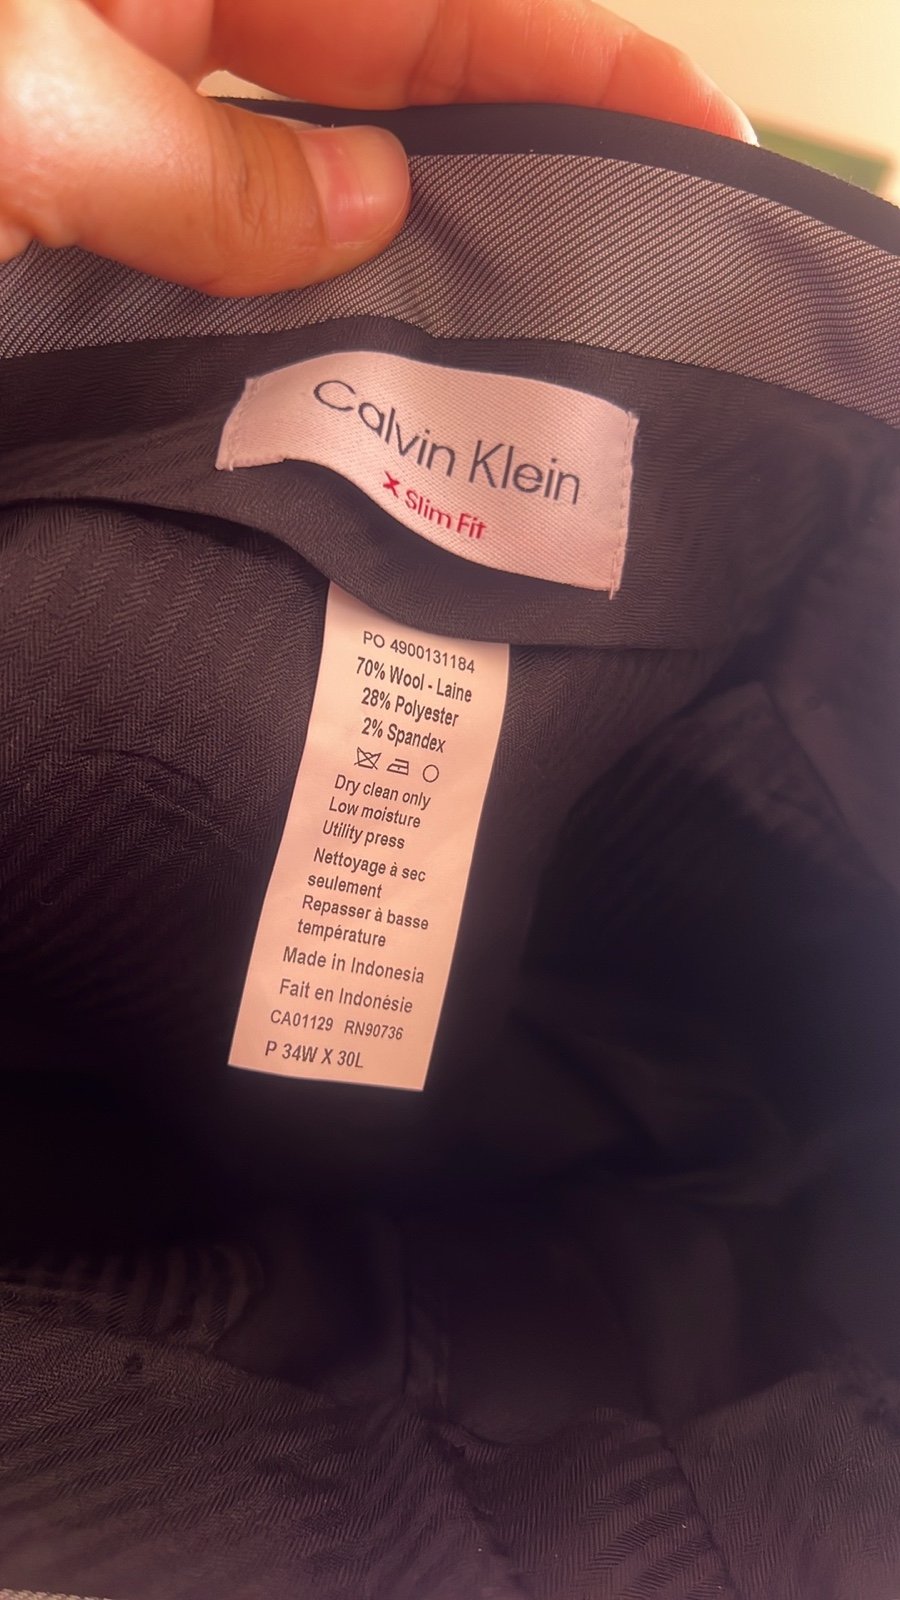 Calvin Klein
X Slim Fit
PO 4900131184
70% Wool - Laine
28% Polyester
2% Spandex
Dry clean only
Low moisture
Utility press
Nettoyage à sec
seulement
Repasser à basse
température
Made in Indonesia
Fait en Indonésie
CA01129 RN90736
P 34W X 30L